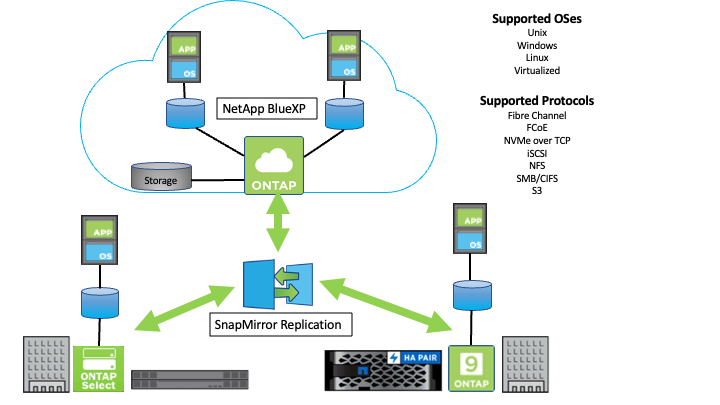 Supported OSes
Unix
Windows
Linux
Virtualized
Supported Protocols
Fibre Channel
FCoE
NVMe over TCP
iSCSI
NFS
SMB/CIFS
S3
APP
OS
APP
OS
NetApp BlueXP
Storage
ONTAP
APP
OS
APP
OS
SnapMirror Replication
ONTAP
Select
HA PAIR
9
ONTAP